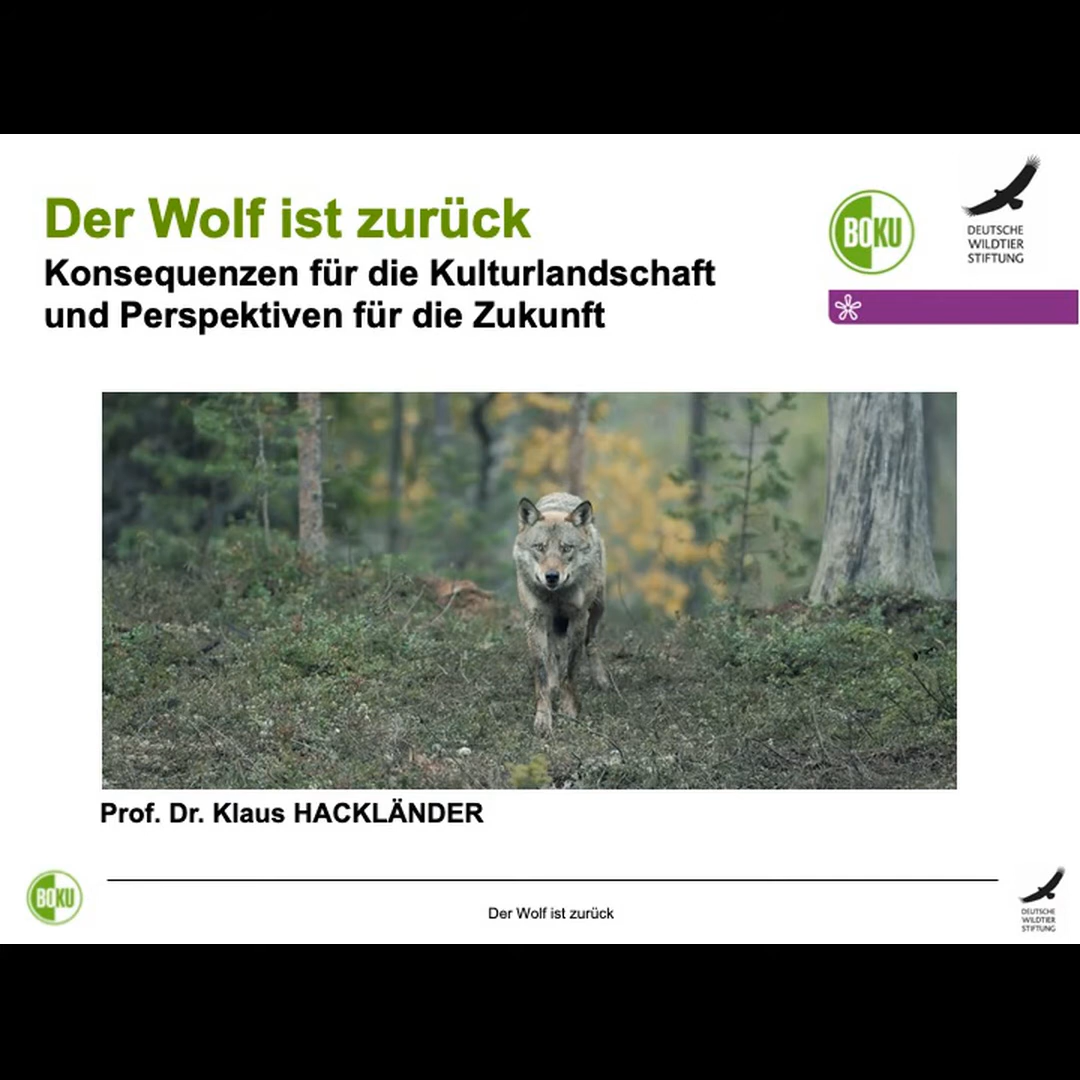 Der Wolf ist zurück
Konsequenzen für die Kulturlandschaft
und Perspektiven für die Zukunft
BOKU
DEUTSCHE
WILDTIER
STIFTUNG
Prof. Dr. Klaus HACKLÄNDER
BOKU
Der Wolf ist zurück
DEUTSCHE
WILDTIER
STIFTUNG